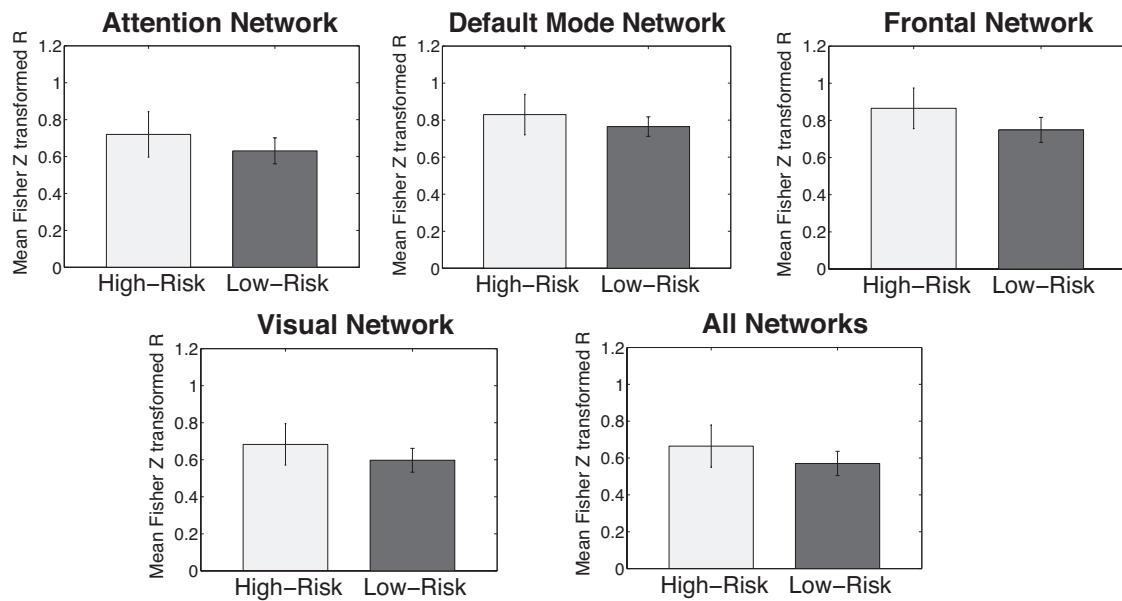 Attention Network
Mean Fisher Z transformed R
1.2
1
0.8
0.6
0.4
0.2
0
High−Risk Low−Risk
Default Mode Network
Mean Fisher Z transformed R
1.2
1
0.8
0.6
0.4
0.2
0
High−Risk Low−Risk
Frontal Network
Mean Fisher Z transformed R
1.2
1
0.8
0.6
0.4
0.2
0
High−Risk Low−Risk
Visual Network
Mean Fisher Z transformed R
1.2
1
0.8
0.6
0.4
0.2
0
High−Risk Low−Risk
All Networks
Mean Fisher Z transformed R
1.2
1
0.8
0.6
0.4
0.2
0
High−Risk Low−Risk